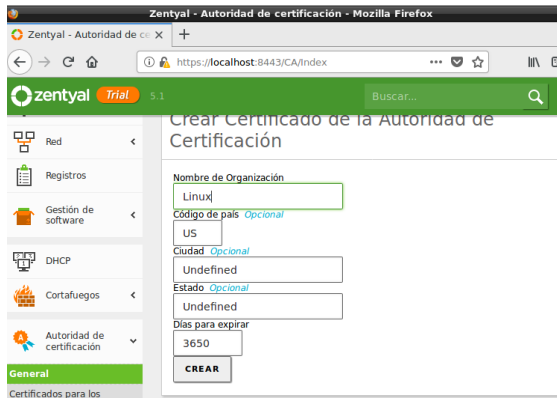 Zentyal - Autoridad de certificación - Mozilla Firefox
Zentyal - Autoridad de ce
https://localhost:8443/CA/Index
zentyal Trial 5.1 Buscar...
Crear Certificado de la Autoridad de
Certificación
Red
Registros
Gestión de
software
DHCP
Cortafuegos
Autoridad de
certificación
General
Certificados para los
Nombre de Organización
Linux
Código de país Opcional
US
Ciudad Opcional
Undefined
Estado Opcional
Undefined
Días para expirar
3650
CREAR